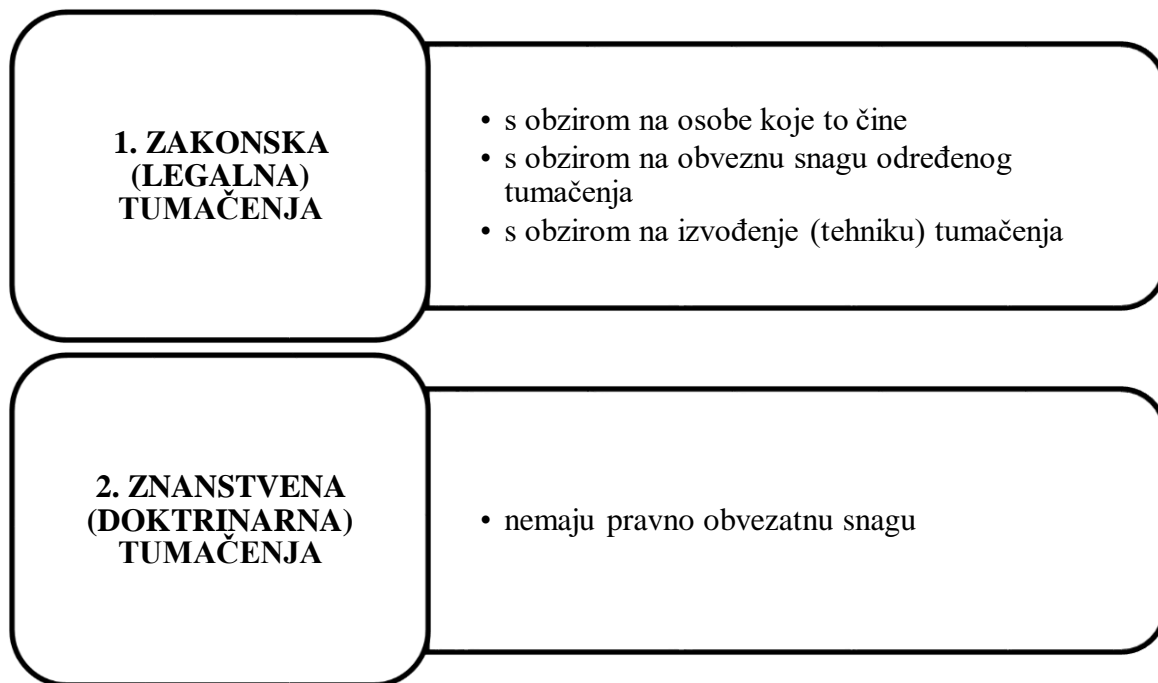 1. ZAKONSKA
(LEGALNA)
TUMAČENJA
• s obzirom na osobe koje to čine
• s obzirom na obveznu snagu određenog
tumačenja
• s obzirom na izvođenje (tehniku) tumačenja
2. ZNANSTVENA
(DOKTRINARNA)
TUMAČENJA
• nemaju pravno obvezatnu snagu